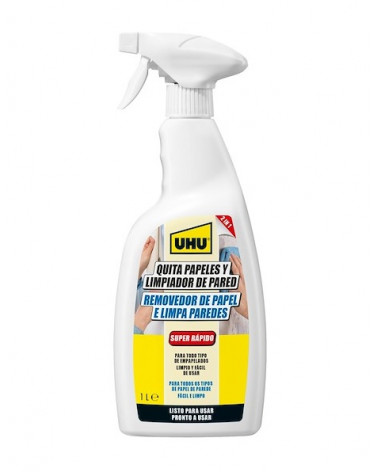 2 IN 1
UHU
QUITA PAPELES Y
LIMPIADOR DE PARED
REMOVEDOR DE PAPEL
E LIMPA PAREDES
SUPER RÁPIDO
PARA TODO TIPO
DE EMPAPELADOS
LIMPIO Y FÁCIL
DE USAR
PARA TODOS OS TIPOS
DE PAPEL DE PAREDE
FÁCIL E LIMPO
1 L ℮
LISTO PARA USAR
PRONTO A USAR